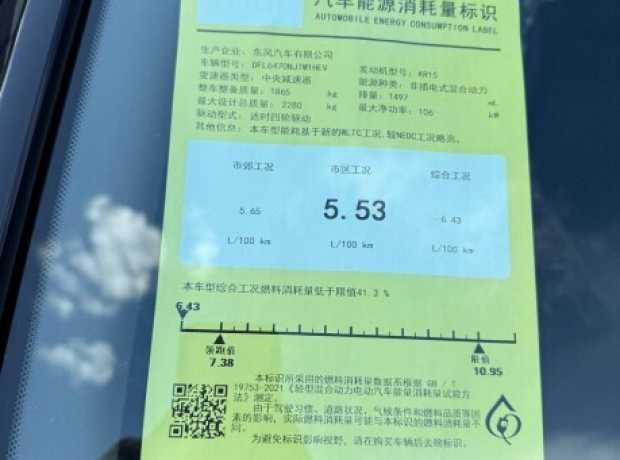 汽车能源消耗量标识
AUTOMOBILE ENERGY CONSUMPTION LABEL
生产企业: 东风汽车有限公司
车辆型号: DFL6470NJTM1HEV 发动机型号: KR15
变速器类型: 中央减速器 能源种类: 非插电式混合动力
整车整备质量: 1865 kg 排量: 1497 mL
最大设计总质量: 2280 kg 最大净功率: 106 kW
驱动型式: 适时四轮驱动
其他信息: 本车型能耗基于新的WLTC工况,较NEDC工况略高。
市郊工况 市区工况 综合工况
5.65 5.53 6.43
L/100 km L/100 km L/100 km
本车型综合工况燃料消耗量低于限值41.3 %
6.43
领跑值 限值
7.38 10.95
本标识所采用的燃料消耗量数据系根据 GB / T
19753-2021《轻型混合动力电动汽车能量消耗量试验方
法》测定。
由于驾驶习惯、道路状况、气候条件和燃料品质等因
素的影响,实际燃料消耗量可能与本标识的燃料消耗量不
同。
为避免标识影响视野,请在购买车辆后去除标识。